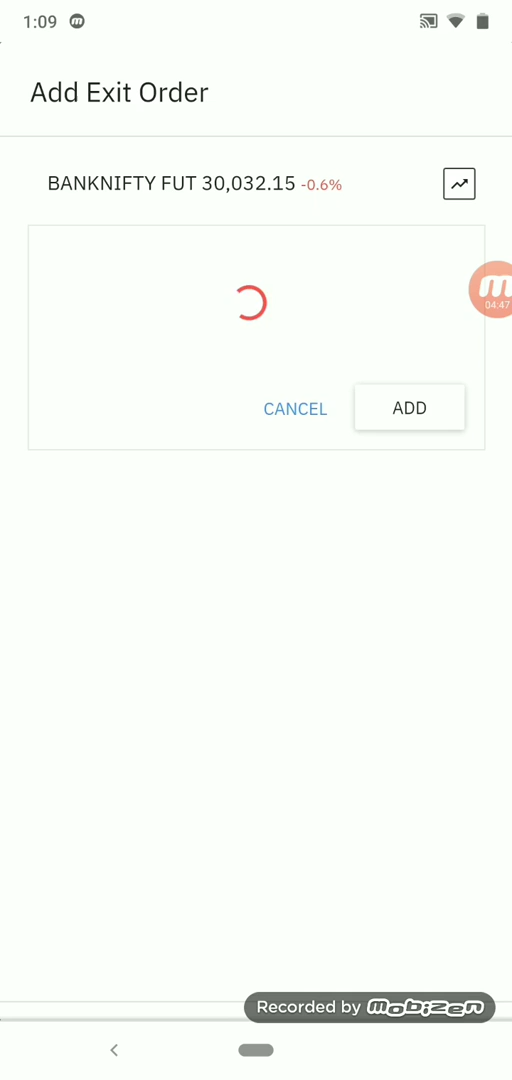 1:09
Add Exit Order
BANKNIFTY FUT 30,032.15 -0.6%
04:47
CANCEL ADD
Recorded by mobizen